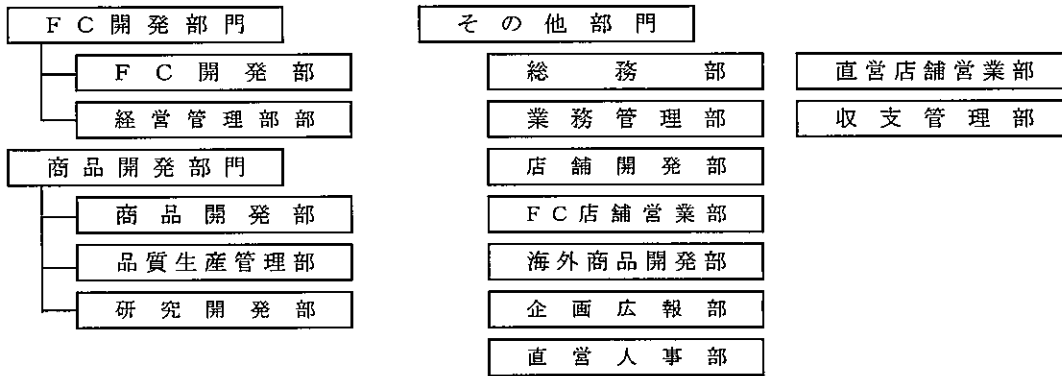 FC開発部門
FC開発部
経営管理部部
商品開発部門
商品開発部
品質生産管理部
研究開発部
その他部門
総務部
業務管理部
店舗開発部
FC店舗営業部
海外商品開発部
企画広報部
直営人事部
直営店舗営業部
収支管理部